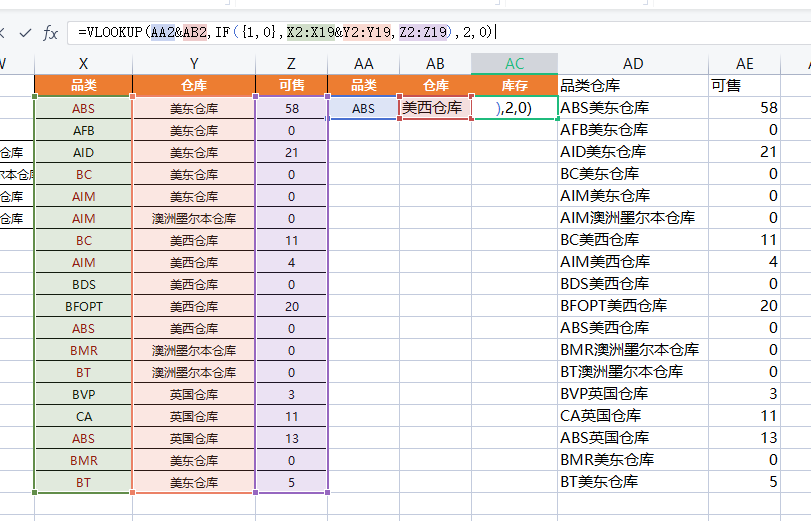 fx =VLOOKUP(AA2&AB2,IF({1,0},X2:X19&Y2:Y19,Z2:Z19),2,0)
W X Y Z AA AB AC AD AE
品类 仓库 可售 品类 仓库 库存 品类仓库 可售
ABS 美东仓库 58 ABS 美西仓库 ),2,0) ABS美东仓库 58
AFB 美东仓库 0 AFB美东仓库 0
仓库 AID 美东仓库 21 AID美东仓库 21
尔本仓库 BC 美东仓库 0 BC美东仓库 0
仓库 AIM 美东仓库 0 AIM美东仓库 0
仓库 AIM 澳洲墨尔本仓库 0 AIM澳洲墨尔本仓库 0
BC 美西仓库 11 BC美西仓库 11
AIM 美西仓库 4 AIM美西仓库 4
BDS 美西仓库 0 BDS美西仓库 0
BFOPT 美西仓库 20 BFOPT美西仓库 20
ABS 美西仓库 0 ABS美西仓库 0
BMR 澳洲墨尔本仓库 0 BMR澳洲墨尔本仓库 0
BT 澳洲墨尔本仓库 0 BT澳洲墨尔本仓库 0
BVP 英国仓库 3 BVP英国仓库 3
CA 英国仓库 11 CA英国仓库 11
ABS 英国仓库 13 ABS英国仓库 13
BMR 美东仓库 0 BMR美东仓库 0
BT 美东仓库 5 BT美东仓库 5